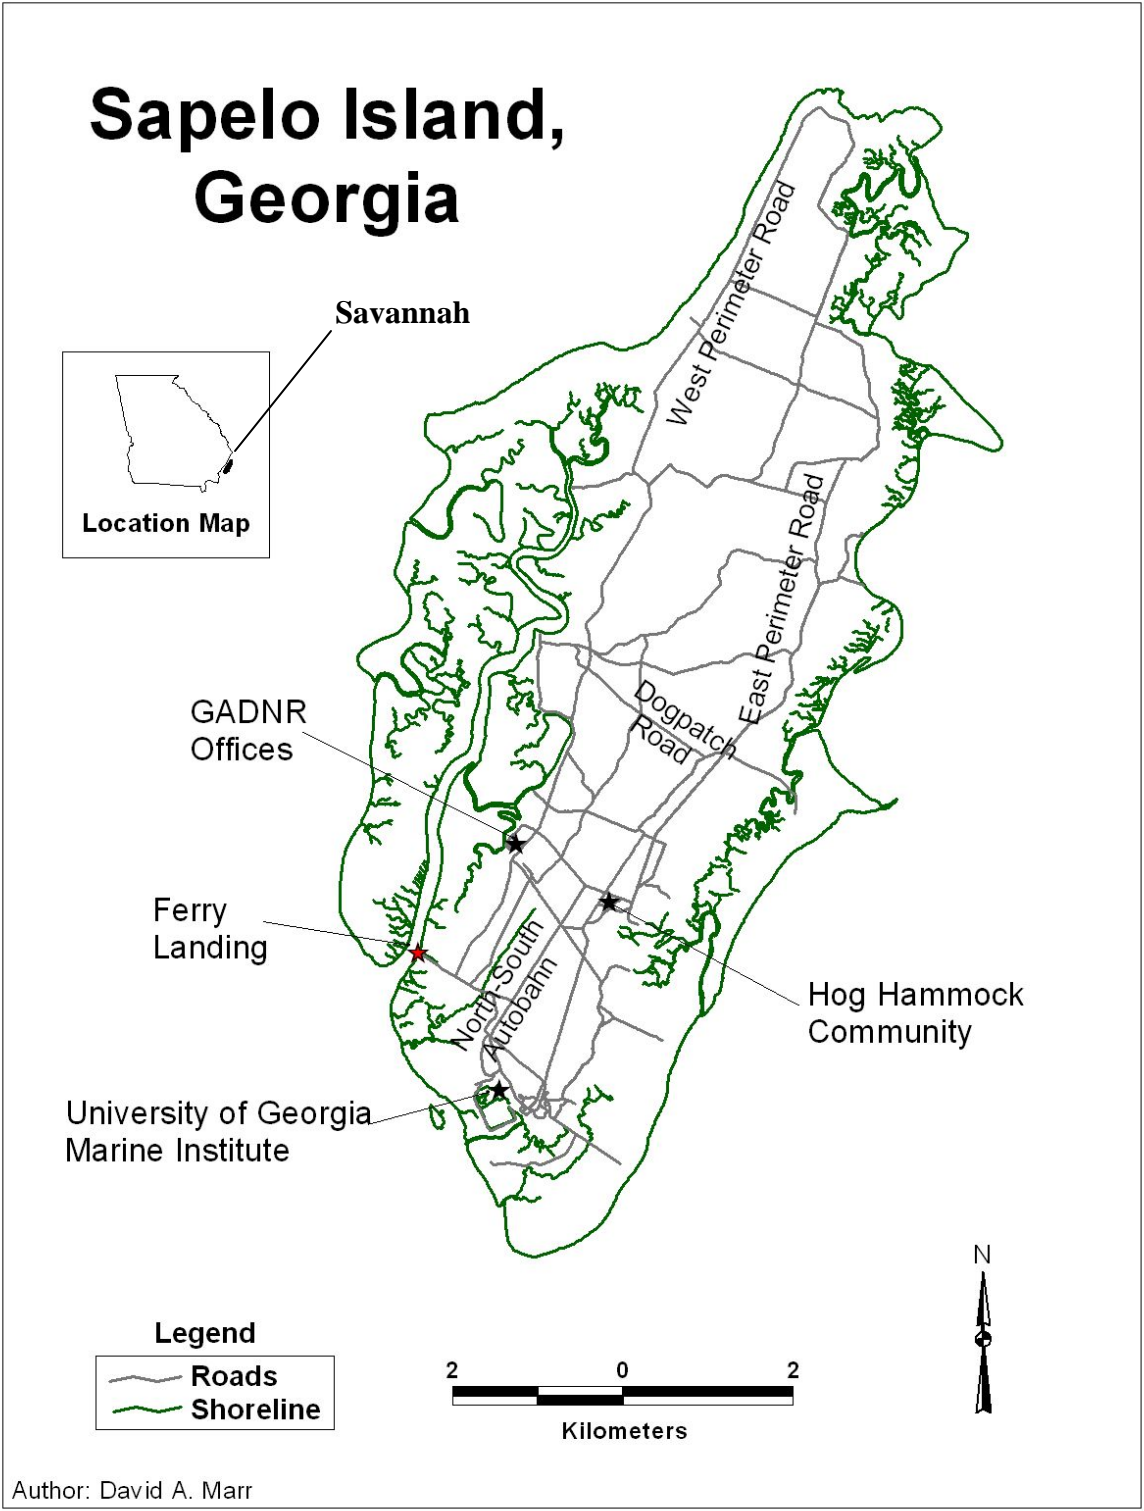 Sapelo Island,
Georgia
Savannah
Location Map
West Perimeter Road
East Perimeter Road
Dogpatch
Road
GADNR
Offices
Ferry
Landing
North-South
Autobahn
Hog Hammock
Community
University of Georgia
Marine Institute
N
Legend
Roads
Shoreline
2 0 2
Kilometers
Author: David A. Marr